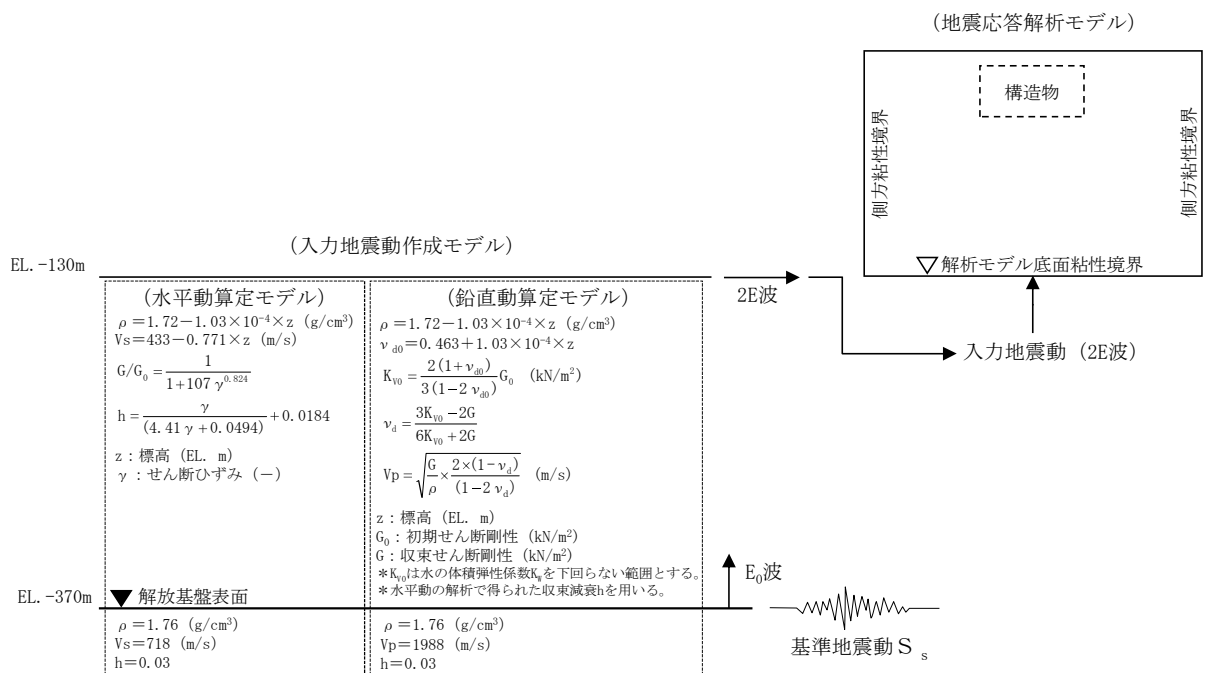 (地震応答解析モデル)
構造物
側方粘性境界
側方粘性境界
▽解析モデル底面粘性境界
(入力地震動作成モデル)
EL.-130m
2E波
入力地震動(2E波)
(水平動算定モデル)
ρ=1.72-1.03×10⁻⁴×z (g/cm³)
Vs=433-0.771×z (m/s)
G/G₀=1/(1+107γ^0.824)
h=γ/(4.41γ+0.0494)+0.0184
z:標高(EL. m)
γ:せん断ひずみ(-)
(鉛直動算定モデル)
ρ=1.72-1.03×10⁻⁴×z (g/cm³)
ν_d0=0.463+1.03×10⁻⁴×z
K_V0=2(1+ν_d0)/3(1-2ν_d0) G₀ (kN/m²)
ν_d=(3K_V0-2G)/(6K_V0+2G)
Vp=√(G/ρ×2×(1-ν_d)/(1-2ν_d)) (m/s)
z:標高(EL. m)
G₀:初期せん断剛性(kN/m²)
G:収束せん断剛性(kN/m²)
*K_V0は水の体積弾性係数K_Wを下回らない範囲とする。
*水平動の解析で得られた収束減衰hを用いる。
E₀波
EL.-370m
▼解放基盤表面
ρ=1.76 (g/cm³)
Vs=718 (m/s)
h=0.03
ρ=1.76 (g/cm³)
Vp=1988 (m/s)
h=0.03
基準地震動Ss